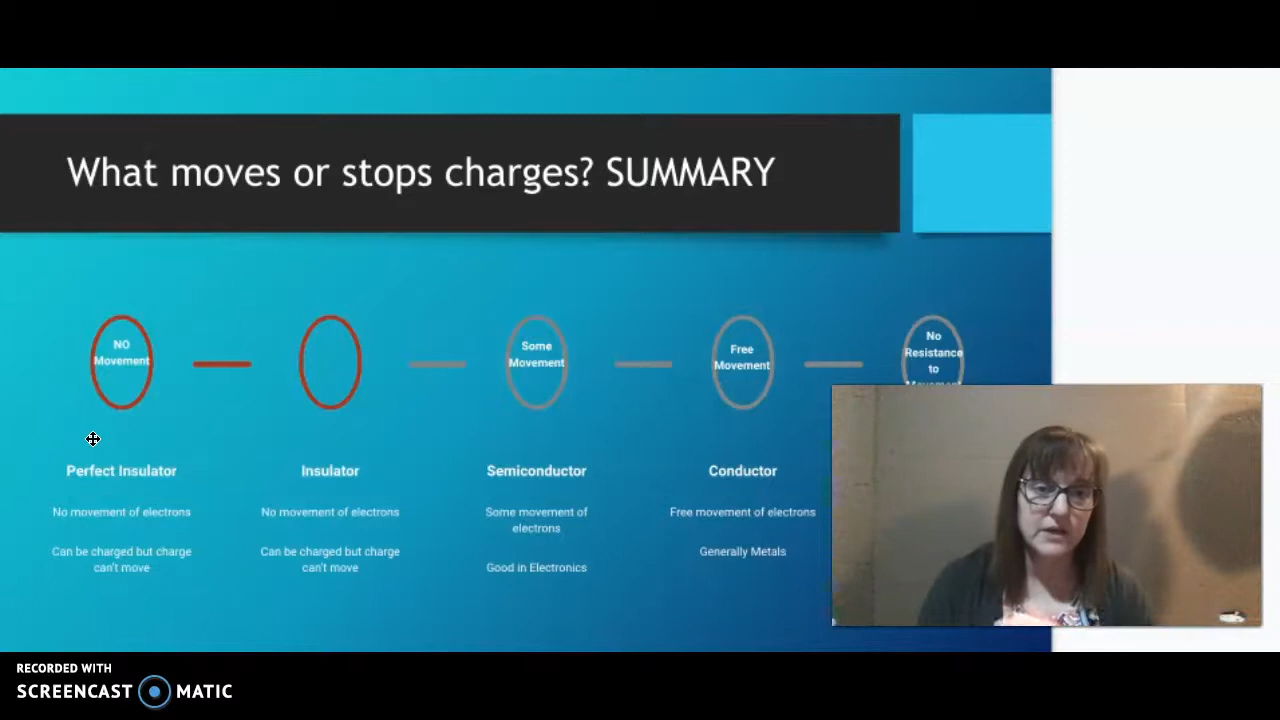 What moves or stops charges? SUMMARY
NO
Movement
Some
Movement
Free
Movement
No
Resistance
to
Perfect Insulator
No movement of electrons
Can be charged but charge
can't move
Insulator
No movement of electrons
Can be charged but charge
can't move
Semiconductor
Some movement of
electrons
Good in Electronics
Conductor
Free movement of electrons
Generally Metals
RECORDED WITH
SCREENCAST MATIC